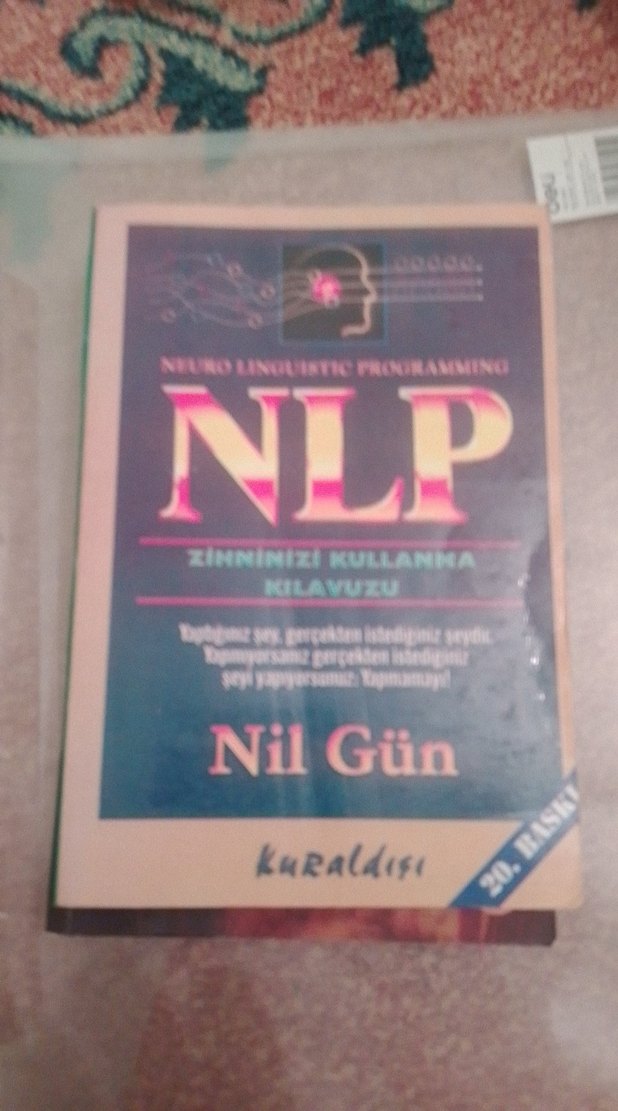 neo
NEURO LINGUISTIC PROGRAMMING
NLP
ZİHNİNİZİ KULLANMA
KILAVUZU
Yaptığınız şey, gerçekten istediğiniz şeydir.
Yapmıyorsanız gerçekten istediğiniz
şeyi yapıyorsunuz: Yapmamayı!
Nil Gün
KuRaldışı
20. BASKI